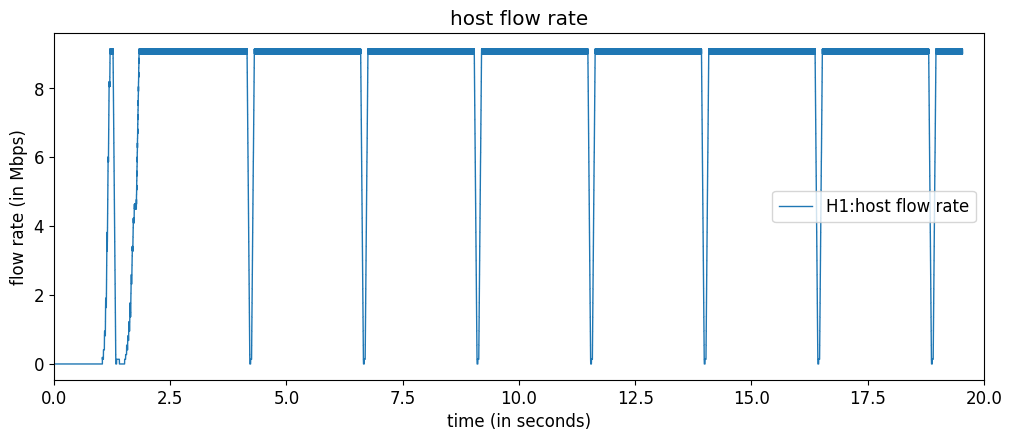 host flow rate
flow rate (in Mbps)
8
6
4
2
0
H1:host flow rate
0.0 2.5 5.0 7.5 10.0 12.5 15.0 17.5 20.0
time (in seconds)